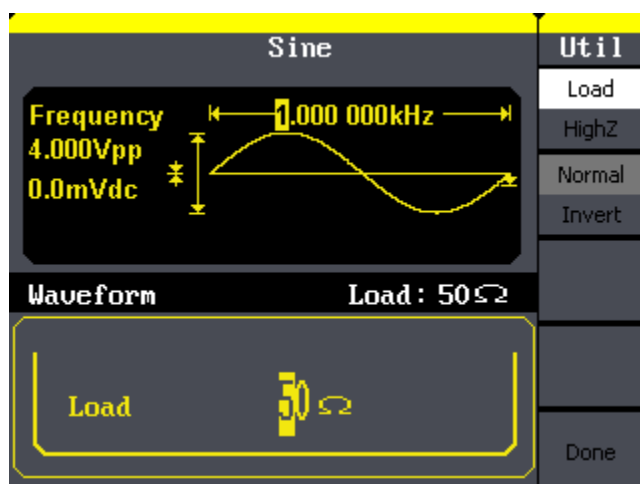 Sine
Util
Load
HighZ
Normal
Invert
Done
Frequency
1.000 000kHz
4.000Vpp
0.0mVdc
Waveform
Load: 50Ω
Load 50 Ω